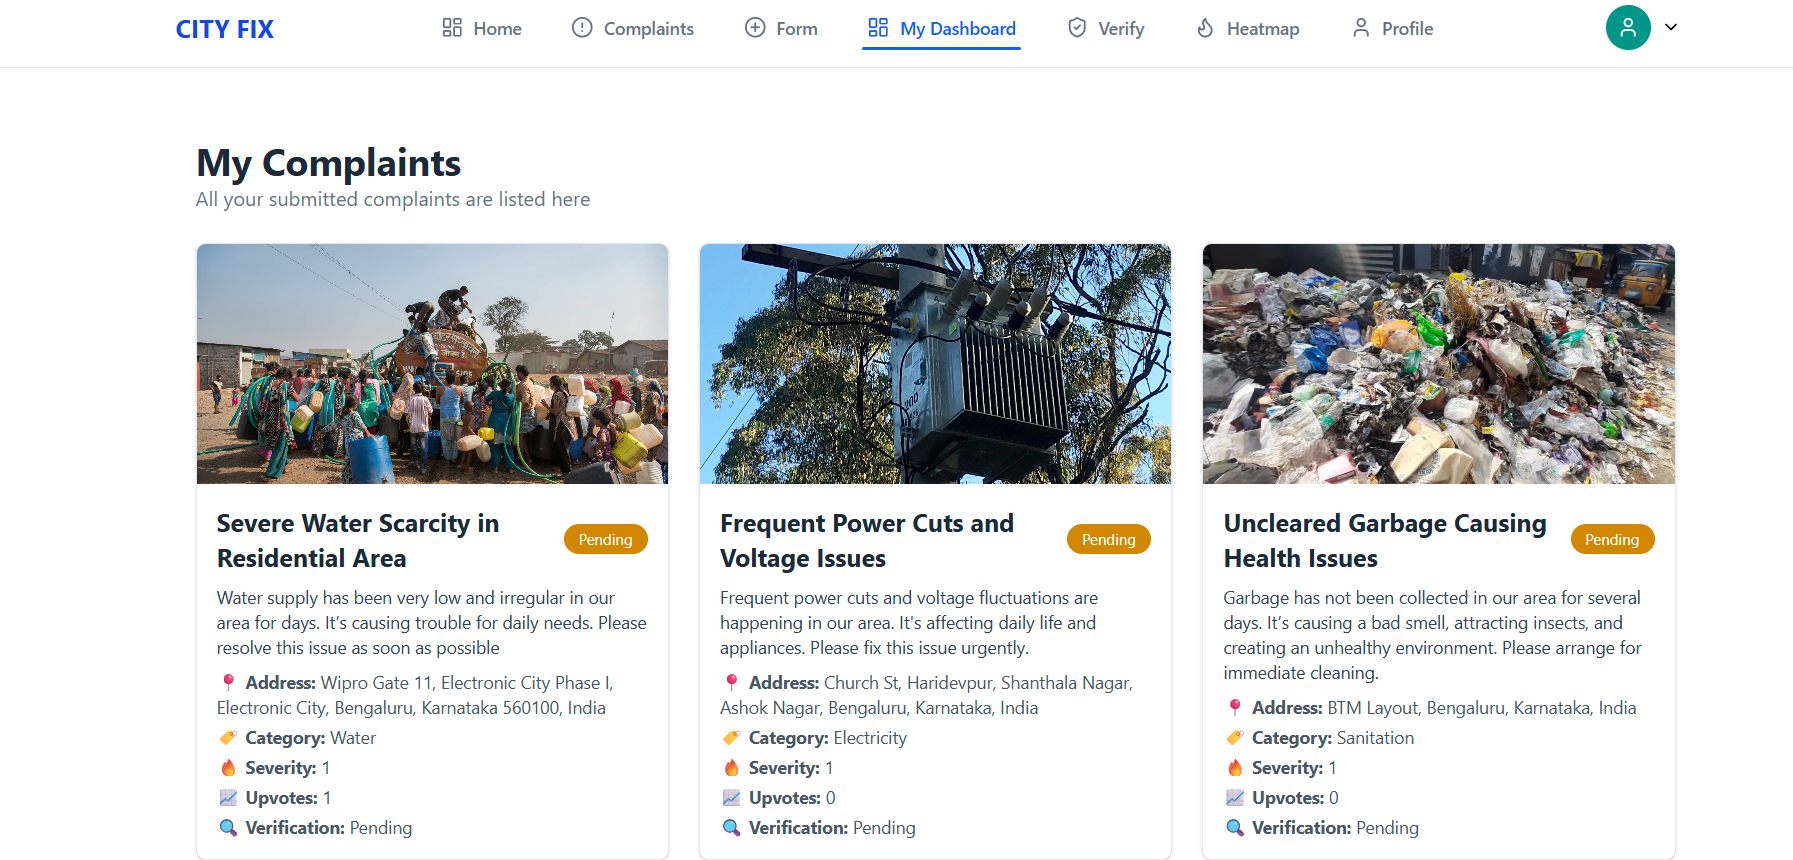 CITY FIX
Home
Complaints
Form
My Dashboard
Verify
Heatmap
Profile
My Complaints
All your submitted complaints are listed here
Severe Water Scarcity in
Residential Area
Pending
Water supply has been very low and irregular in our
area for days. It’s causing trouble for daily needs. Please
resolve this issue as soon as possible
Address: Wipro Gate 11, Electronic City Phase I,
Electronic City, Bengaluru, Karnataka 560100, India
Category: Water
Severity: 1
Upvotes: 1
Verification: Pending
Frequent Power Cuts and
Voltage Issues
Pending
Frequent power cuts and voltage fluctuations are
happening in our area. It's affecting daily life and
appliances. Please fix this issue urgently.
Address: Church St, Haridevpur, Shanthala Nagar,
Ashok Nagar, Bengaluru, Karnataka, India
Category: Electricity
Severity: 1
Upvotes: 0
Verification: Pending
Uncleared Garbage Causing
Health Issues
Pending
Garbage has not been collected in our area for several
days. It’s causing a bad smell, attracting insects, and
creating an unhealthy environment. Please arrange for
immediate cleaning.
Address: BTM Layout, Bengaluru, Karnataka, India
Category: Sanitation
Severity: 1
Upvotes: 0
Verification: Pending